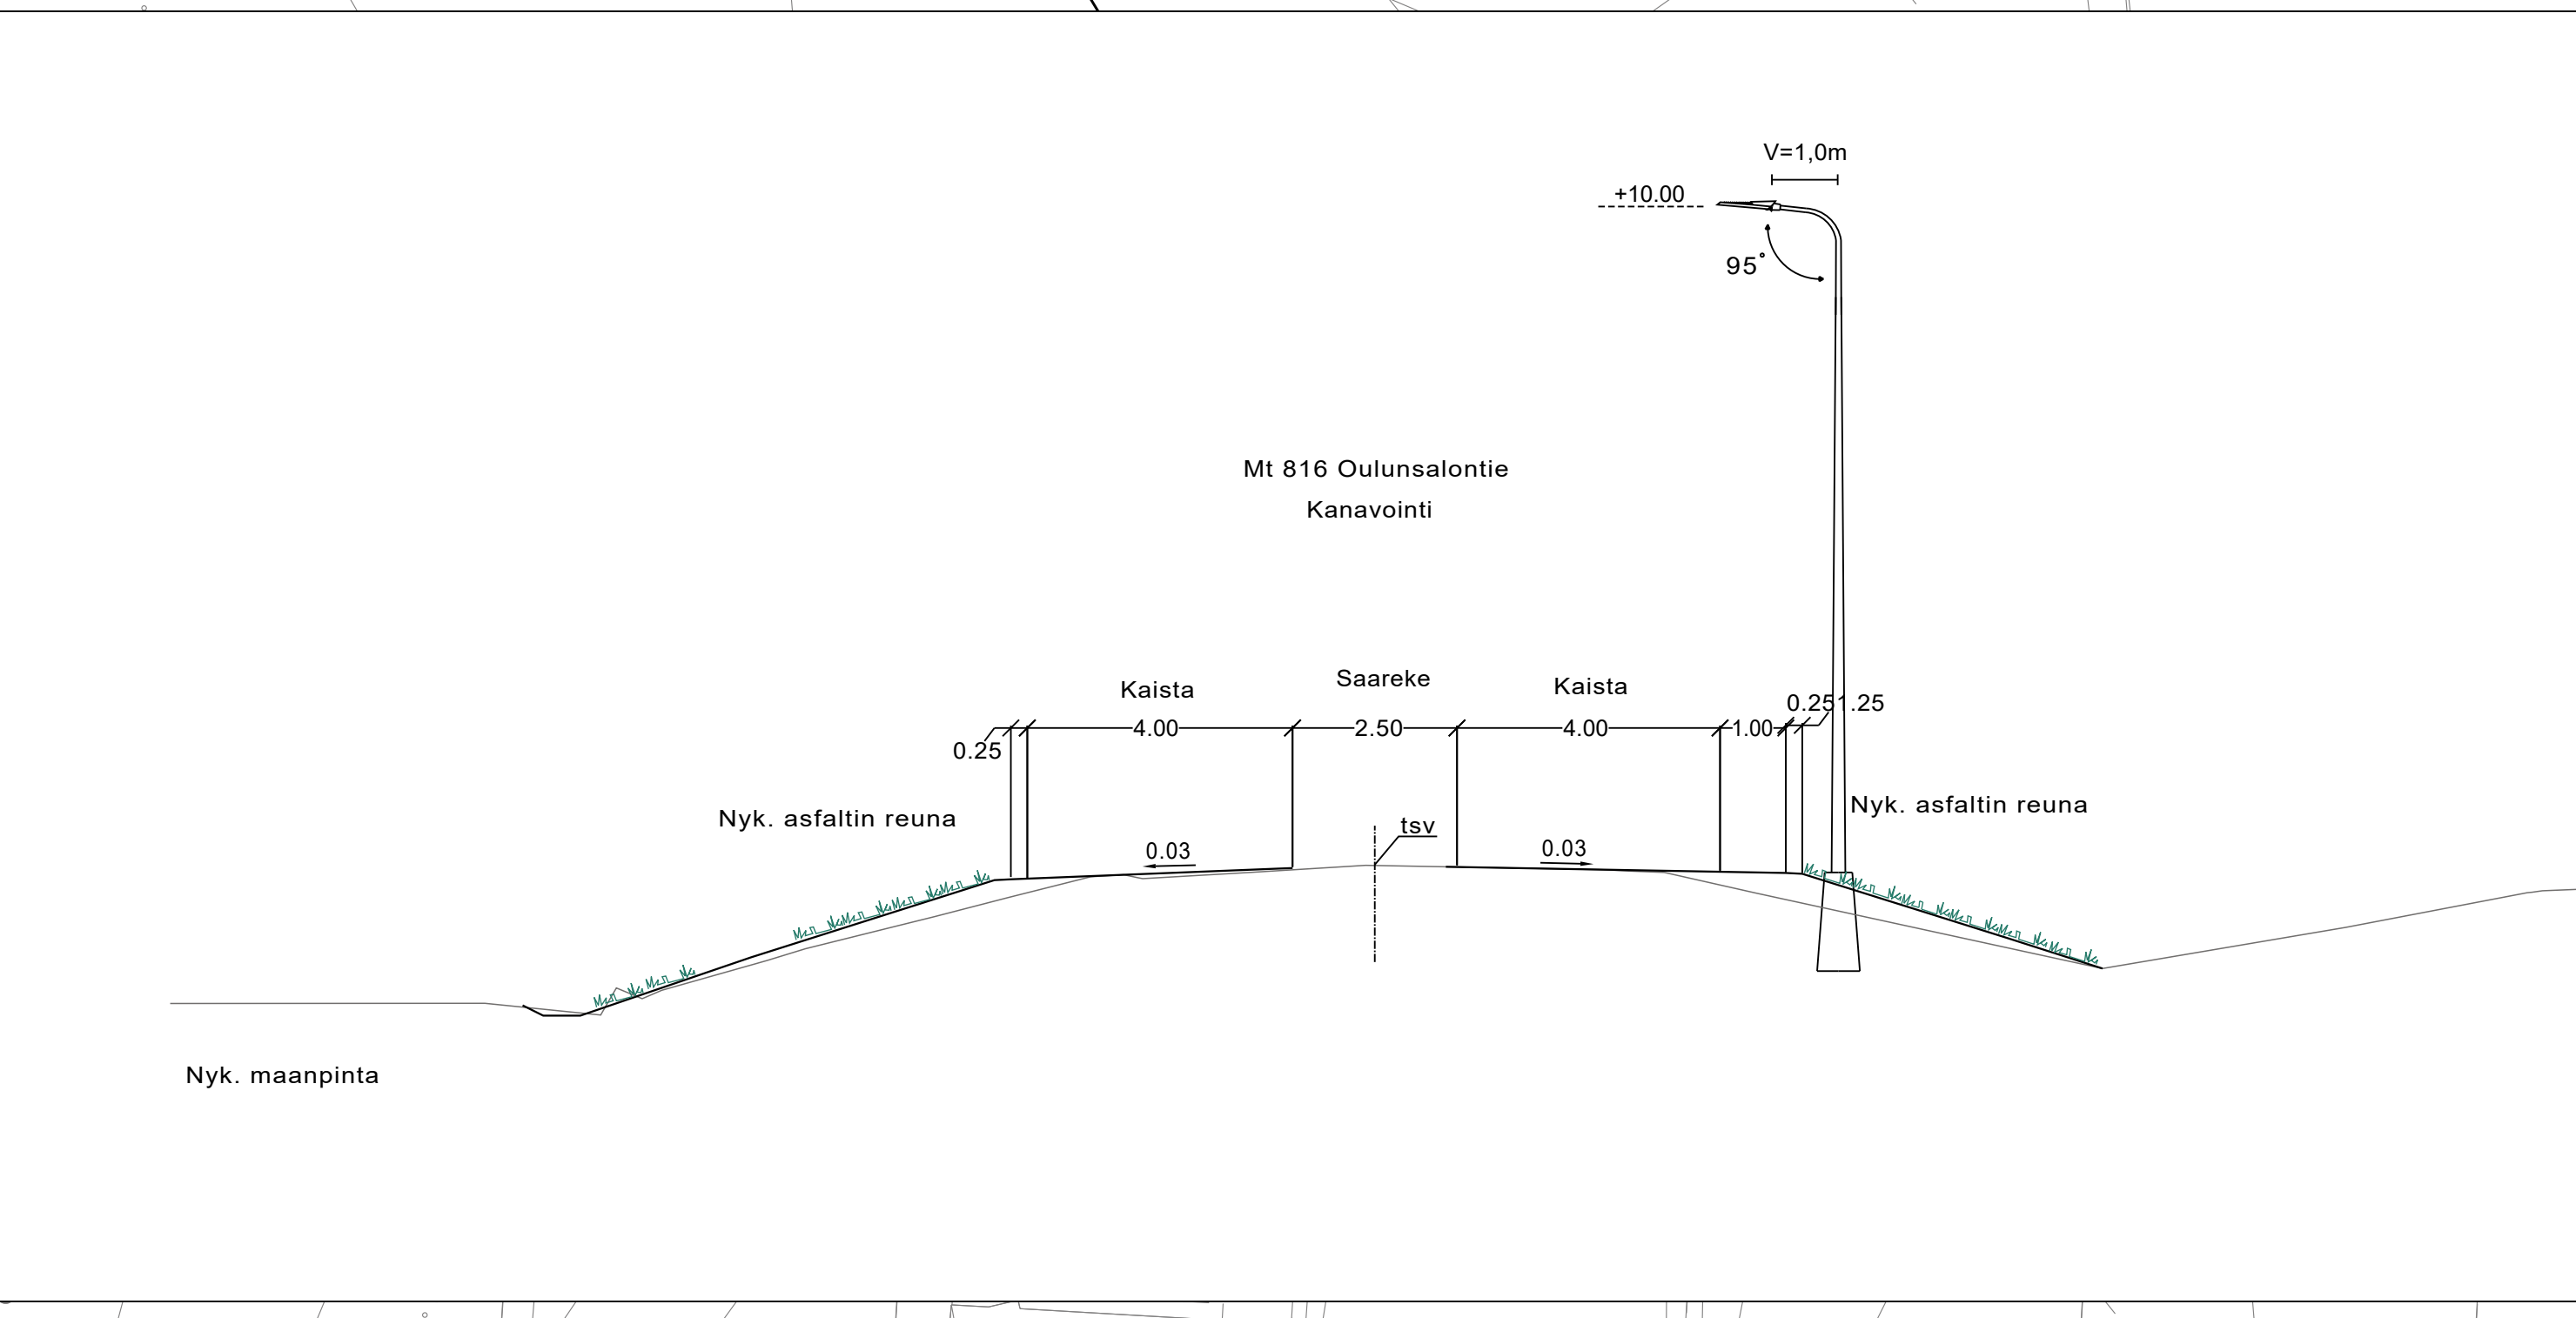 V=1,0m
+10.00
95°
Mt 816 Oulunsalontie
Kanavointi
Kaista
Saareke
Kaista
0.25
1.25
0.25
4.00
2.50
4.00
1.00
Nyk. asfaltin reuna
Nyk. asfaltin reuna
tsv
0.03
0.03
Nyk. maanpinta